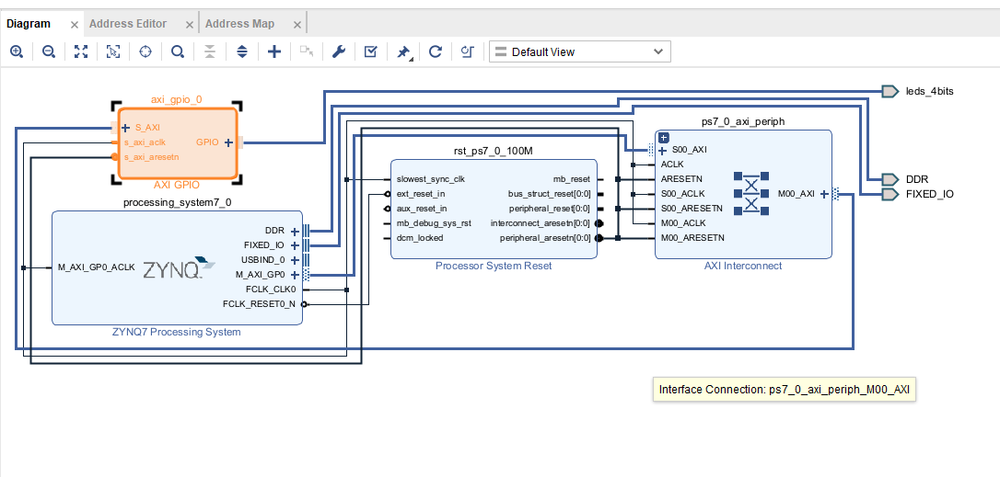 Diagram × Address Editor × Address Map ×
Default View
axi_gpio_0
S_AXI
s_axi_aclk
s_axi_aresetn
GPIO
AXI GPIO
leds_4bits
ps7_0_axi_periph
S00_AXI
ACLK
ARESETN
S00_ACLK
S00_ARESETN
M00_ACLK
M00_ARESETN
M00_AXI
AXI Interconnect
DDR
FIXED_IO
rst_ps7_0_100M
slowest_sync_clk
ext_reset_in
aux_reset_in
mb_debug_sys_rst
dcm_locked
mb_reset
bus_struct_reset[0:0]
peripheral_reset[0:0]
interconnect_aresetn[0:0]
peripheral_aresetn[0:0]
Processor System Reset
processing_system7_0
M_AXI_GP0_ACLK
ZYNQ
DDR
FIXED_IO
USBIND_0
M_AXI_GP0
FCLK_CLK0
FCLK_RESET0_N
ZYNQ7 Processing System
Interface Connection: ps7_0_axi_periph_M00_AXI